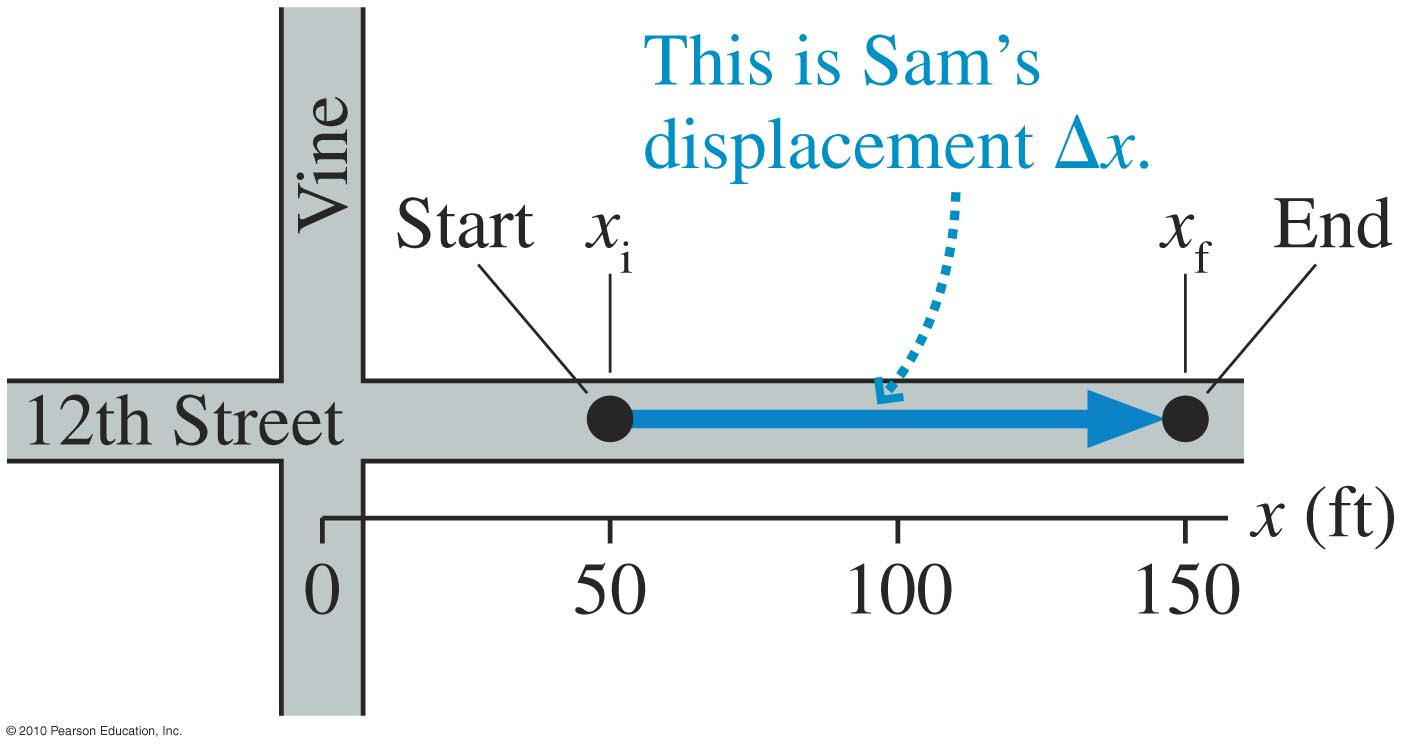 This is Sam’s
displacement Δx.
Vine
Start
xᵢ
x_f
End
12th Street
x (ft)
0 50 100 150
© 2010 Pearson Education, Inc.